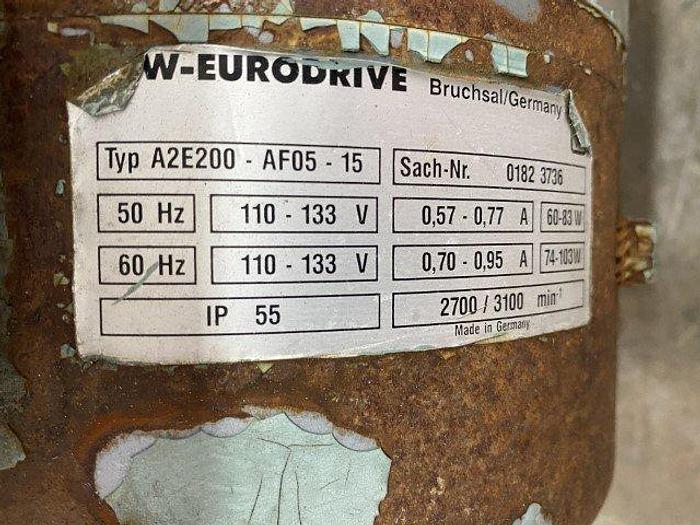 W-EURODRIVE Bruchsal/Germany
Typ A2E200 - AF05 - 15 Sach-Nr. 0182 3736
50 Hz 110 - 133 V 0,57 - 0,77 A 60-83 W
60 Hz 110 - 133 V 0,70 - 0,95 A 74-103W
IP 55 2700 / 3100 min⁻¹
Made in Germany